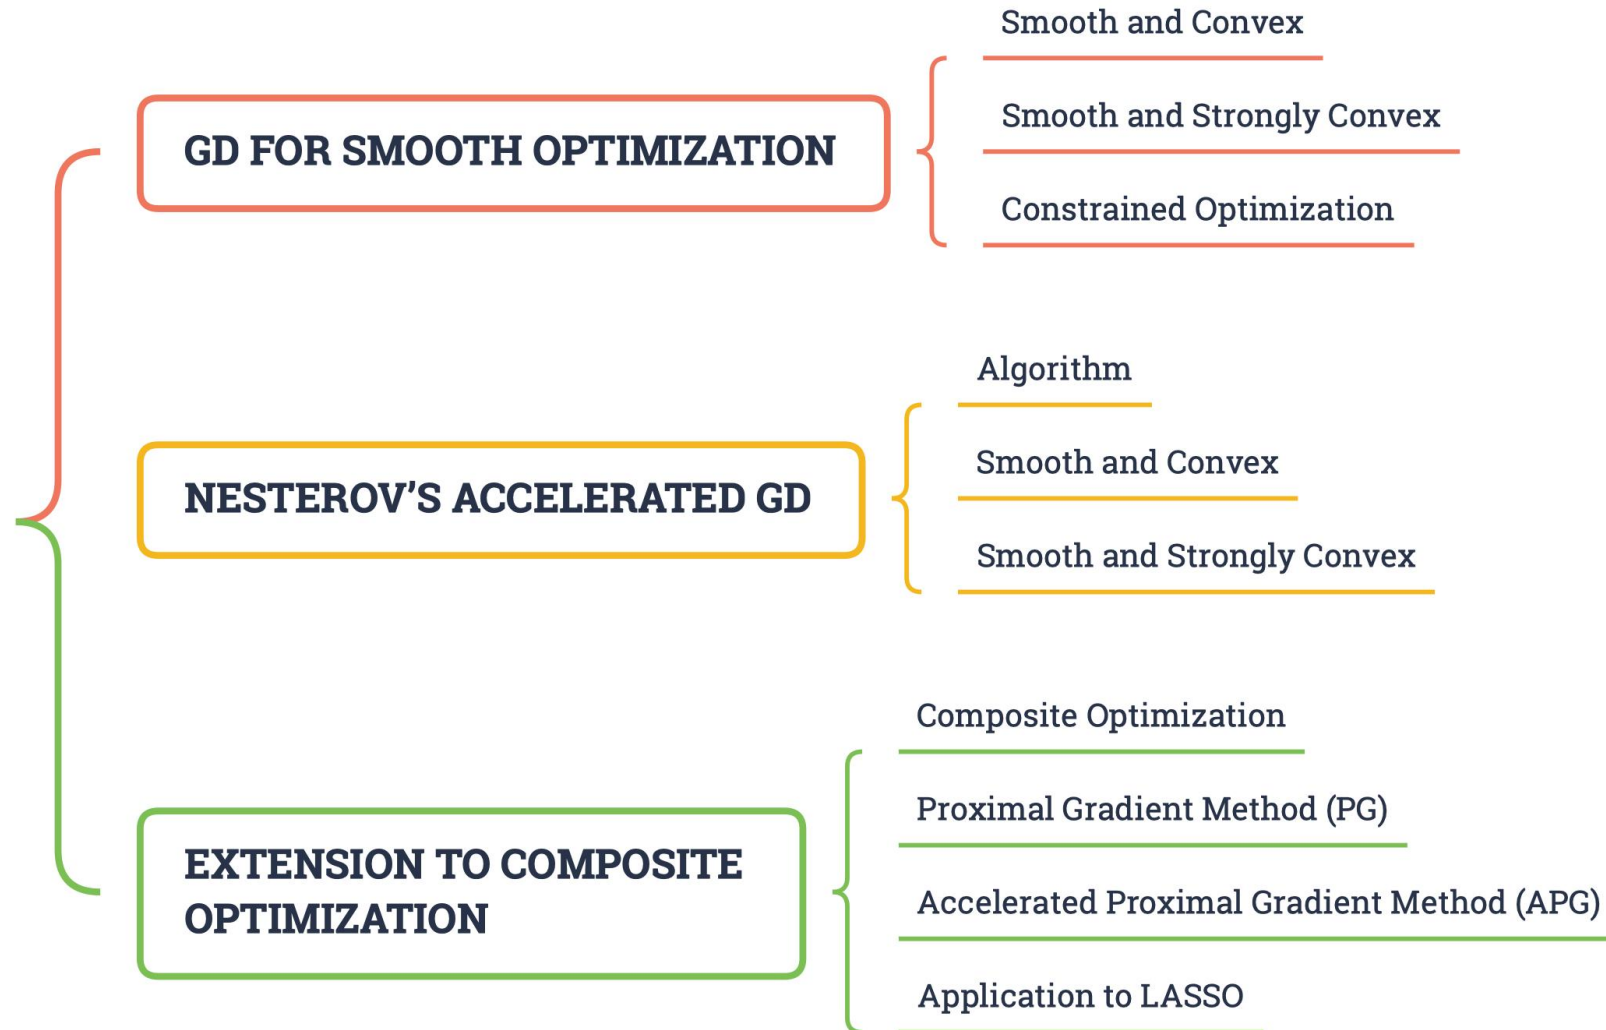 GD FOR SMOOTH OPTIMIZATION
Smooth and Convex
Smooth and Strongly Convex
Constrained Optimization
NESTEROV’S ACCELERATED GD
Algorithm
Smooth and Convex
Smooth and Strongly Convex
EXTENSION TO COMPOSITE
OPTIMIZATION
Composite Optimization
Proximal Gradient Method (PG)
Accelerated Proximal Gradient Method (APG)
Application to LASSO